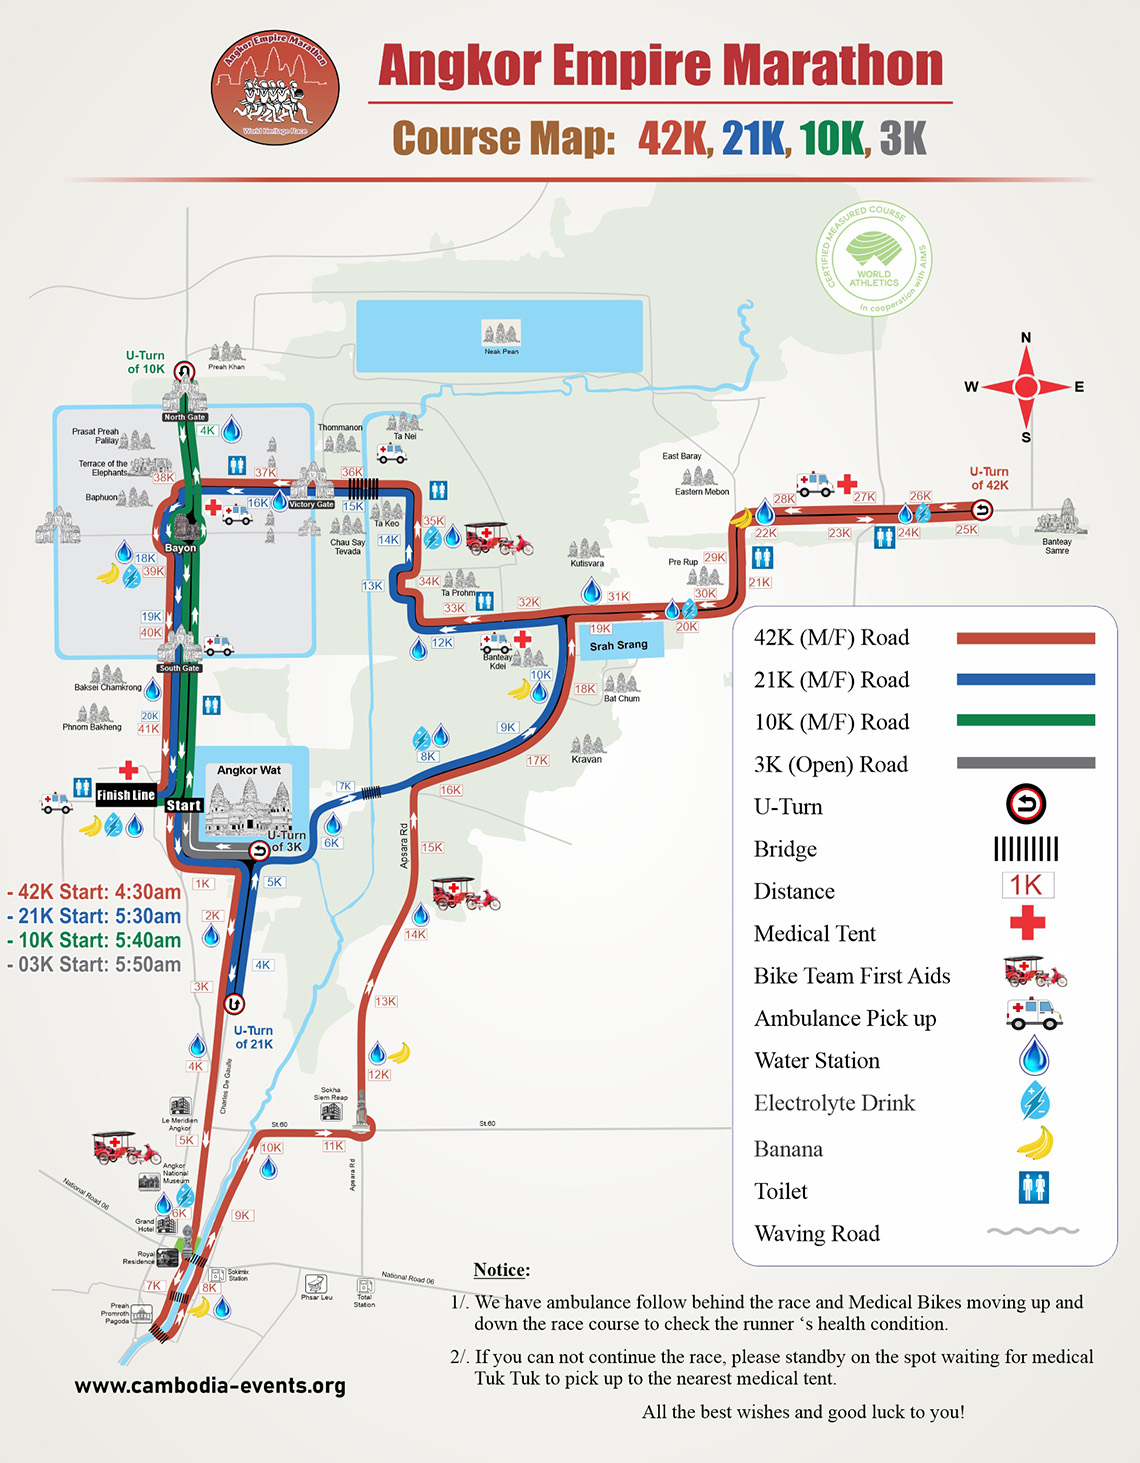 Angkor Empire Marathon
World Heritage Place
Angkor Empire Marathon
Course Map: 42K, 21K, 10K, 3K
CERTIFIED MEASURED COURSE
WORLD
ATHLETICS
In cooperation with AIMS
Neak Pean
N
W
E
S
U-Turn
of 10K
Preah Khan
North Gate
4K
Prasat Preah
Palilay
Terrace of the
Elephants
38K
Baphuon
37K
16K
Victory Gate
Thommanon
Ta Nei
36K
15K
Ta Keo
Chau Say
Tevada
14K
35K
East Baray
Eastern Mebon
28K
27K
26K
U-Turn
of 42K
22K
23K
24K
25K
Banteay
Samre
Bayon
18K
39K
19K
40K
South Gate
13K
34K
Ta Prohm
33K
32K
12K
Kutisvara
Pre Rup
29K
21K
30K
31K
19K
20K
Srah Srang
Banteay
Kdei
10K
18K
Bat Chum
Baksei Chamkrong
Phnom Bakheng
20K
41K
9K
8K
17K
Kravan
Finish Line
Start
Angkor Wat
U-Turn
of 3K
7K
6K
16K
Apsara Rd
15K
1K
5K
2K
14K
4K
3K
13K
- 42K Start: 4:30am
- 21K Start: 5:30am
- 10K Start: 5:40am
- 03K Start: 5:50am
U-Turn
of 21K
4K
12K
Charles De Gaulle
Sokha
Siem Reap
Le Meridien
Angkor
5K
St.60
St.60
10K
11K
Apsara Rd
Angkor
National
Museum
National Road 06
6K
Grand
Hotel
9K
Royal
Residence
7K
8K
Sokimix
Station
Phsar Leu
Total
Station
National Road 06
Preah
Promroth
Pagoda
42K (M/F) Road
21K (M/F) Road
10K (M/F) Road
3K (Open) Road
U-Turn
Bridge
Distance
1K
Medical Tent
Bike Team First Aids
Ambulance Pick up
Water Station
Electrolyte Drink
Banana
Toilet
Waving Road
Notice:
1/. We have ambulance follow behind the race and Medical Bikes moving up and
down the race course to check the runner ‘s health condition.
2/. If you can not continue the race, please standby on the spot waiting for medical
Tuk Tuk to pick up to the nearest medical tent.
All the best wishes and good luck to you!
www.cambodia-events.org